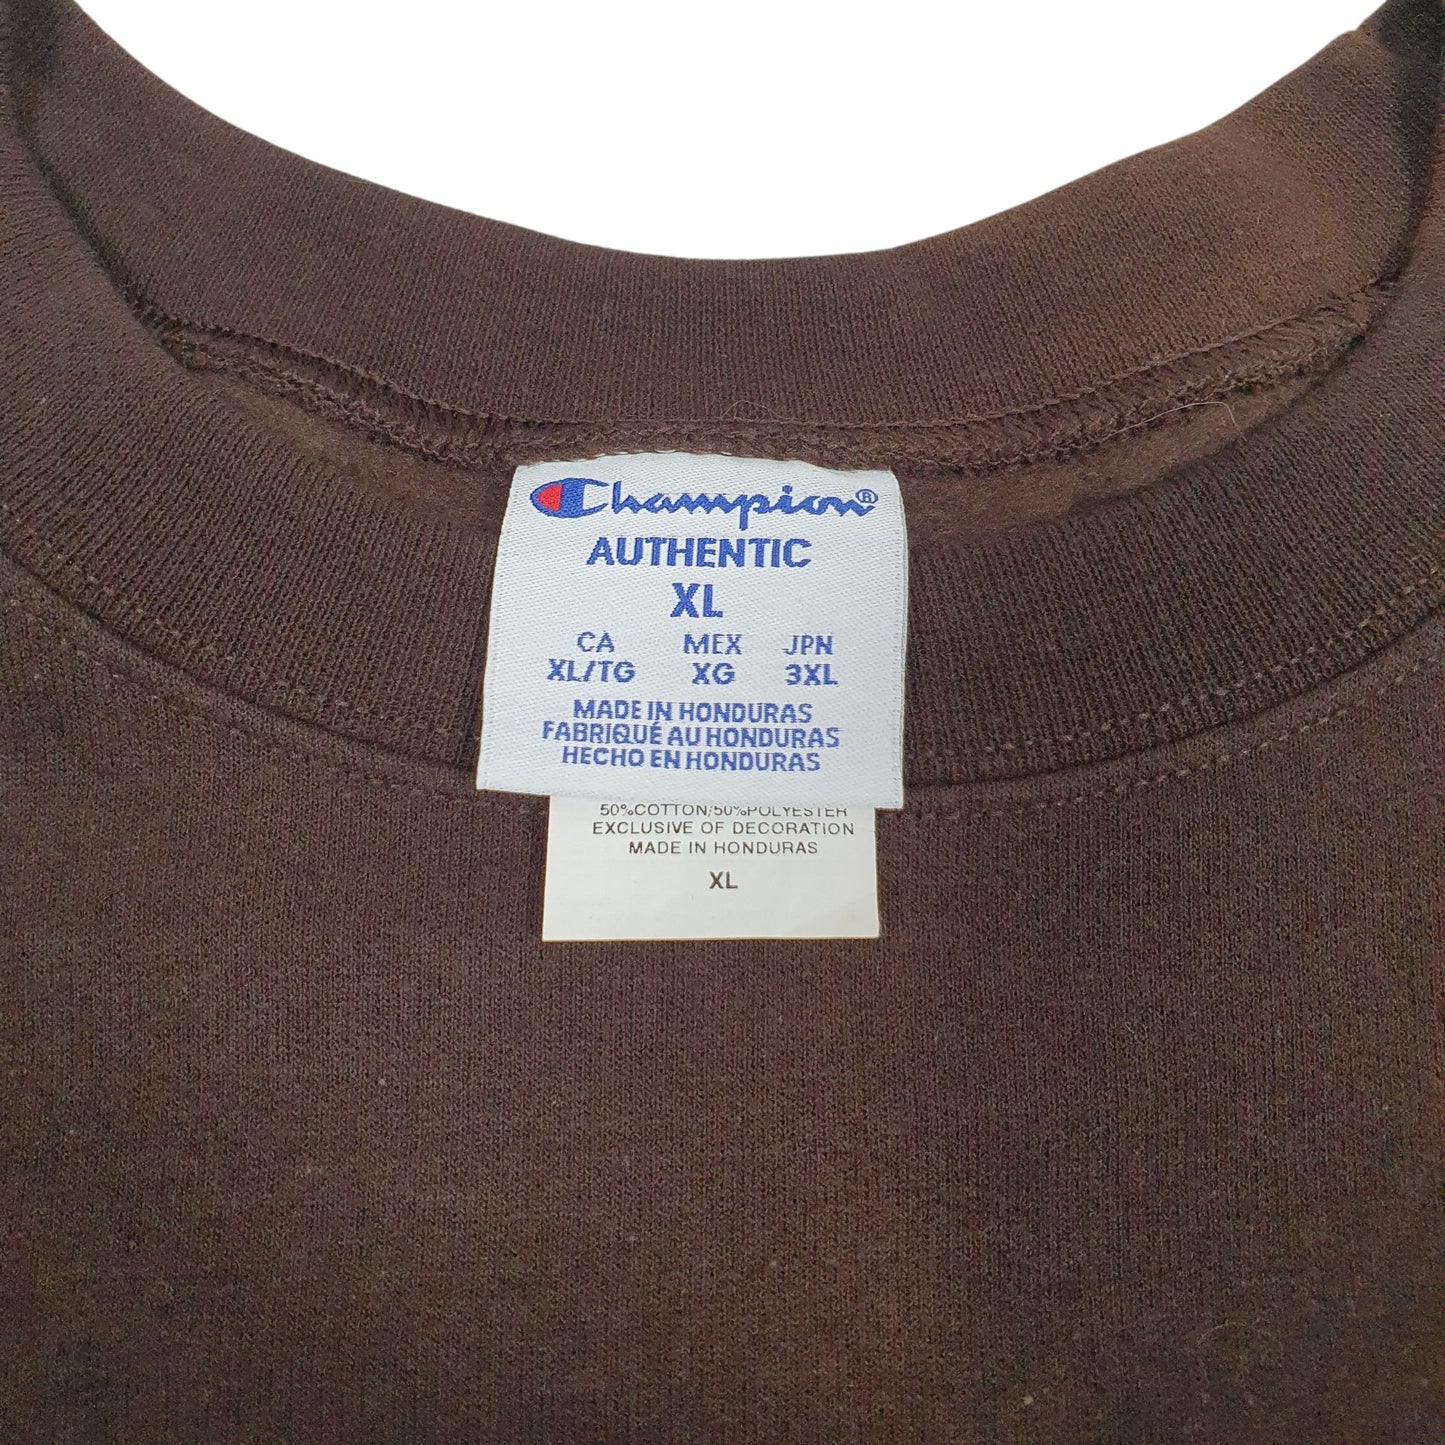 Champion®
AUTHENTIC
XL
CA MEX JPN
XL/TG XG 3XL
MADE IN HONDURAS
FABRIQUÉ AU HONDURAS
HECHO EN HONDURAS
50%COTTON/50%POLYESTER
EXCLUSIVE OF DECORATION
MADE IN HONDURAS
XL